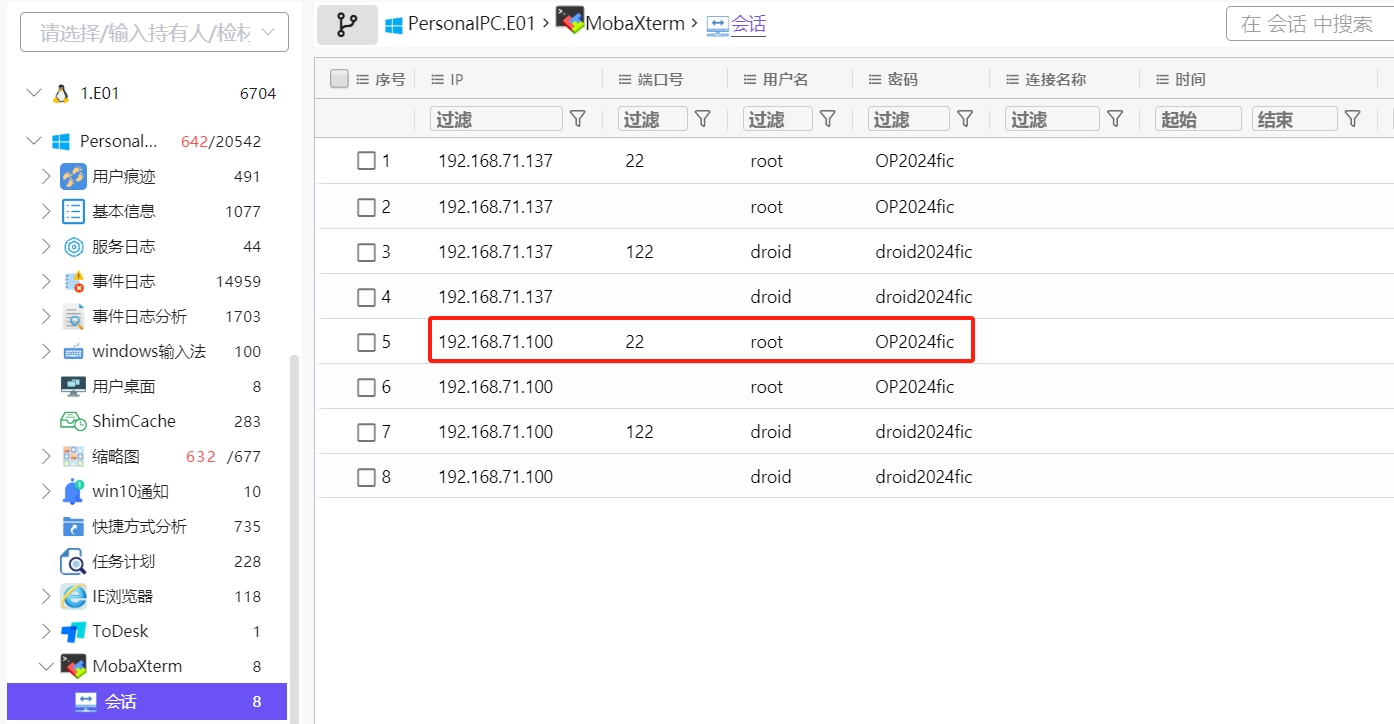 请选择/输入持有人/检材
1.E01 6704
Personal... 642/20542
用户痕迹 491
基本信息 1077
服务日志 44
事件日志 14959
事件日志分析 1703
windows输入法 100
用户桌面 8
ShimCache 283
缩略图 632 /677
win10通知 10
快捷方式分析 735
任务计划 228
IE浏览器 118
ToDesk 1
MobaXterm 8
会话 8
PersonalPC.E01 > MobaXterm > 会话
在 会话 中搜索
序号 IP 端口号 用户名 密码 连接名称 时间
过滤 过滤 过滤 过滤 过滤 起始 结束
1 192.168.71.137 22 root OP2024fic
2 192.168.71.137 root OP2024fic
3 192.168.71.137 122 droid droid2024fic
4 192.168.71.137 droid droid2024fic
5 192.168.71.100 22 root OP2024fic
6 192.168.71.100 root OP2024fic
7 192.168.71.100 122 droid droid2024fic
8 192.168.71.100 droid droid2024fic